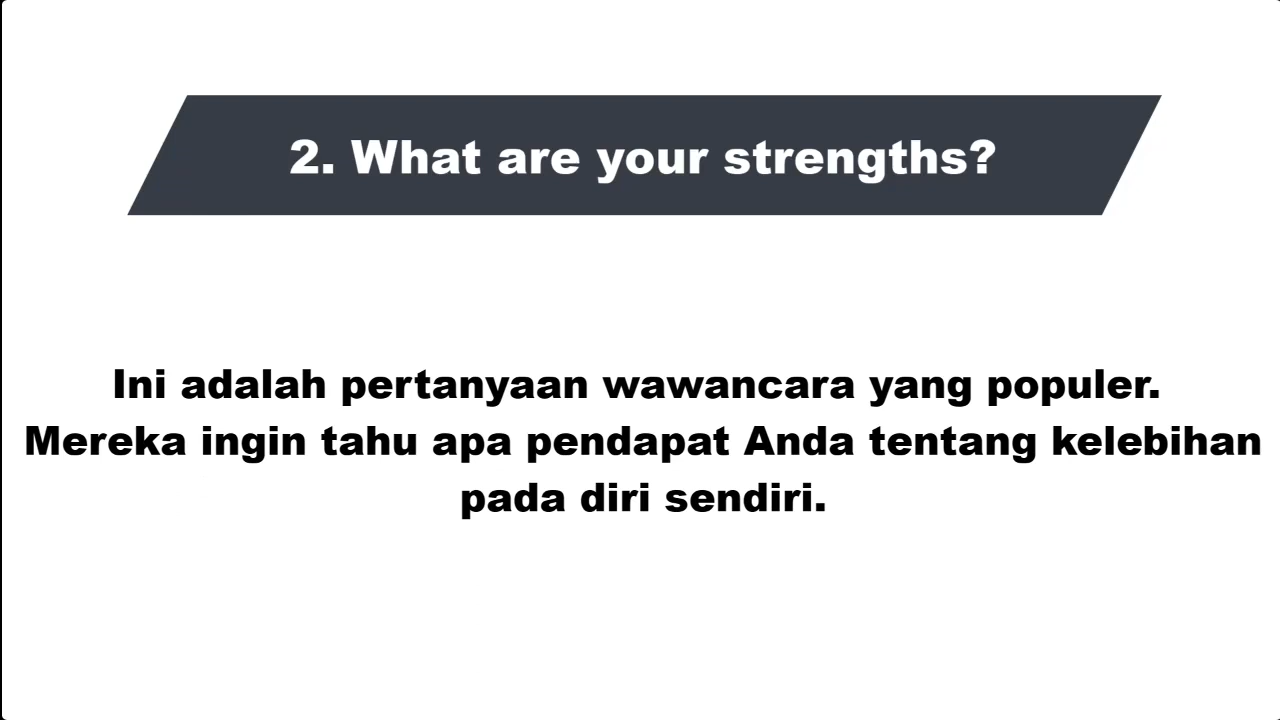 2. What are your strengths?
Ini adalah pertanyaan wawancara yang populer.
Mereka ingin tahu apa pendapat Anda tentang kelebihan
pada diri sendiri.